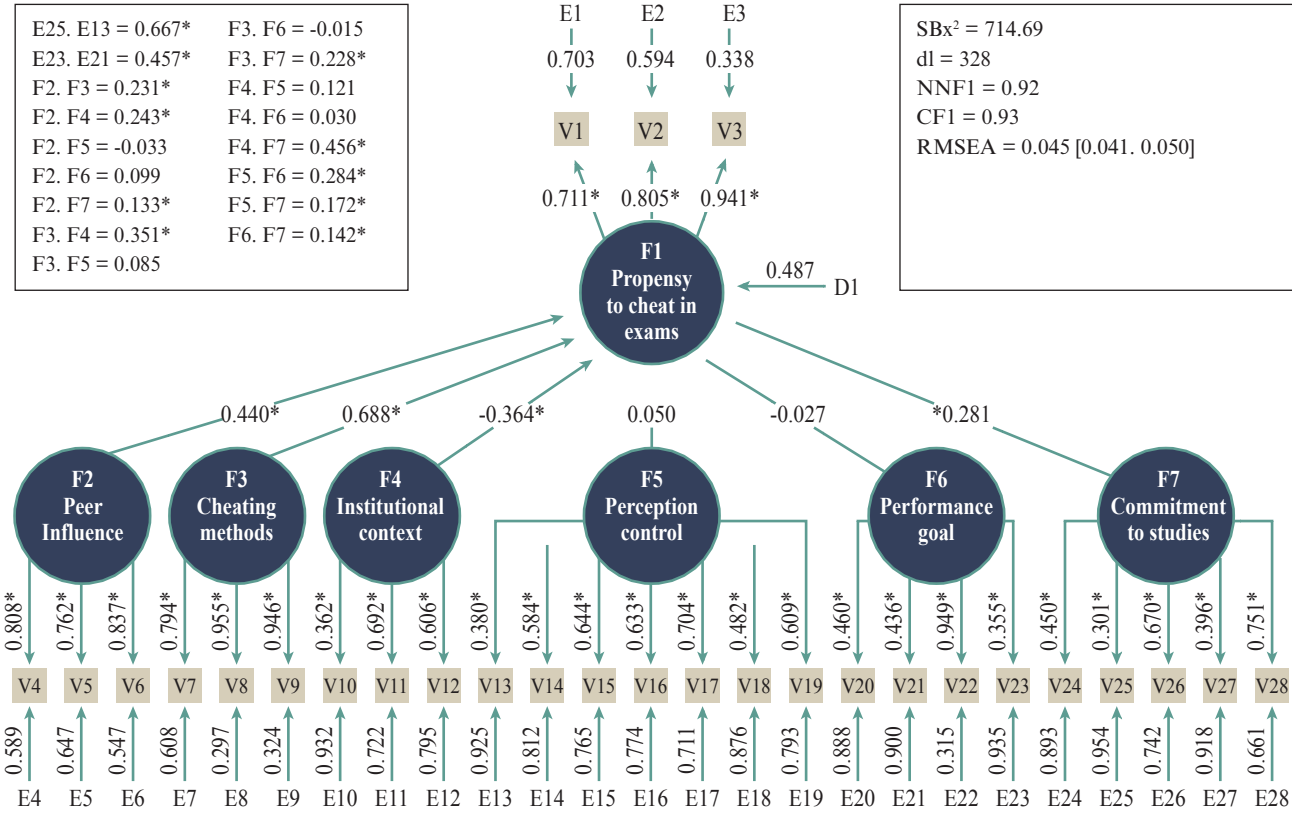 E25. E13 = 0.667*
E23. E21 = 0.457*
F2. F3 = 0.231*
F2. F4 = 0.243*
F2. F5 = -0.033
F2. F6 = 0.099
F2. F7 = 0.133*
F3. F4 = 0.351*
F3. F5 = 0.085
F3. F6 = -0.015
F3. F7 = 0.228*
F4. F5 = 0.121
F4. F6 = 0.030
F4. F7 = 0.456*
F5. F6 = 0.284*
F5. F7 = 0.172*
F6. F7 = 0.142*
E1 E2 E3
0.703 0.594 0.338
V1 V2 V3
0.711* 0.805* 0.941*
SBx² = 714.69
dl = 328
NNF1 = 0.92
CF1 = 0.93
RMSEA = 0.045 [0.041. 0.050]
F1
Propensy
to cheat in
exams
0.487
D1
0.440* 0.688* -0.364* 0.050 -0.027 *0.281
F2
Peer
Influence
F3
Cheating
methods
F4
Institutional
context
F5
Perception
control
F6
Performance
goal
F7
Commitment
to studies
0.808* 0.762* 0.837* 0.794* 0.955* 0.946* 0.362* 0.692* 0.606* 0.380* 0.584* 0.644* 0.633* 0.704* 0.482* 0.609* 0.460* 0.436* 0.949* 0.355* 0.450* 0.301* 0.670* 0.396* 0.751*
V4 V5 V6 V7 V8 V9 V10 V11 V12 V13 V14 V15 V16 V17 V18 V19 V20 V21 V22 V23 V24 V25 V26 V27 V28
0.589 0.647 0.547 0.608 0.297 0.324 0.932 0.722 0.795 0.925 0.812 0.765 0.774 0.711 0.876 0.793 0.888 0.900 0.315 0.935 0.893 0.954 0.742 0.918 0.661
E4 E5 E6 E7 E8 E9 E10 E11 E12 E13 E14 E15 E16 E17 E18 E19 E20 E21 E22 E23 E24 E25 E26 E27 E28